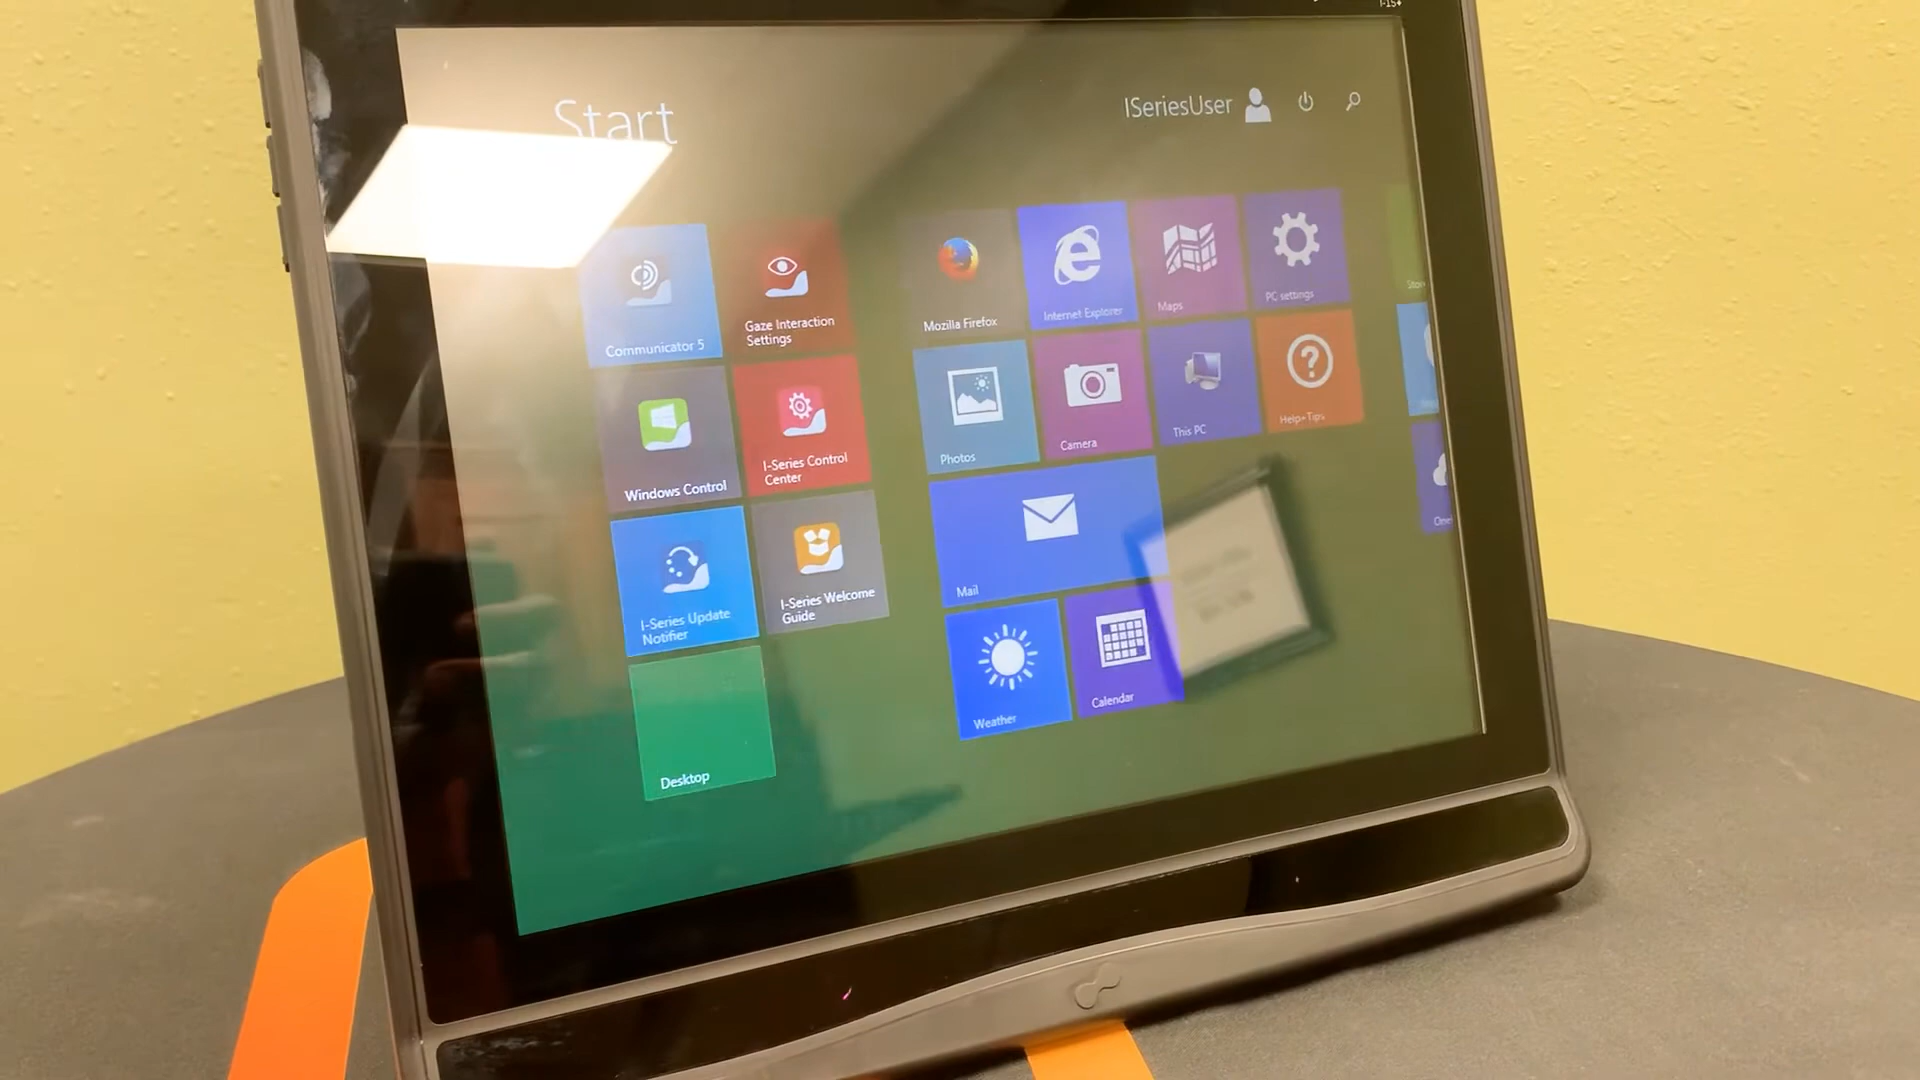 I-15+
Start
ISeriesUser
Communicator 5
Gaze Interaction
Settings
Windows Control
I-Series Control
Center
I-Series Update
Notifier
I-Series Welcome
Guide
Desktop
Mozilla Firefox
Internet Explorer
Maps
PC settings
Photos
Camera
This PC
Help+Tips
Mail
Weather
Calendar